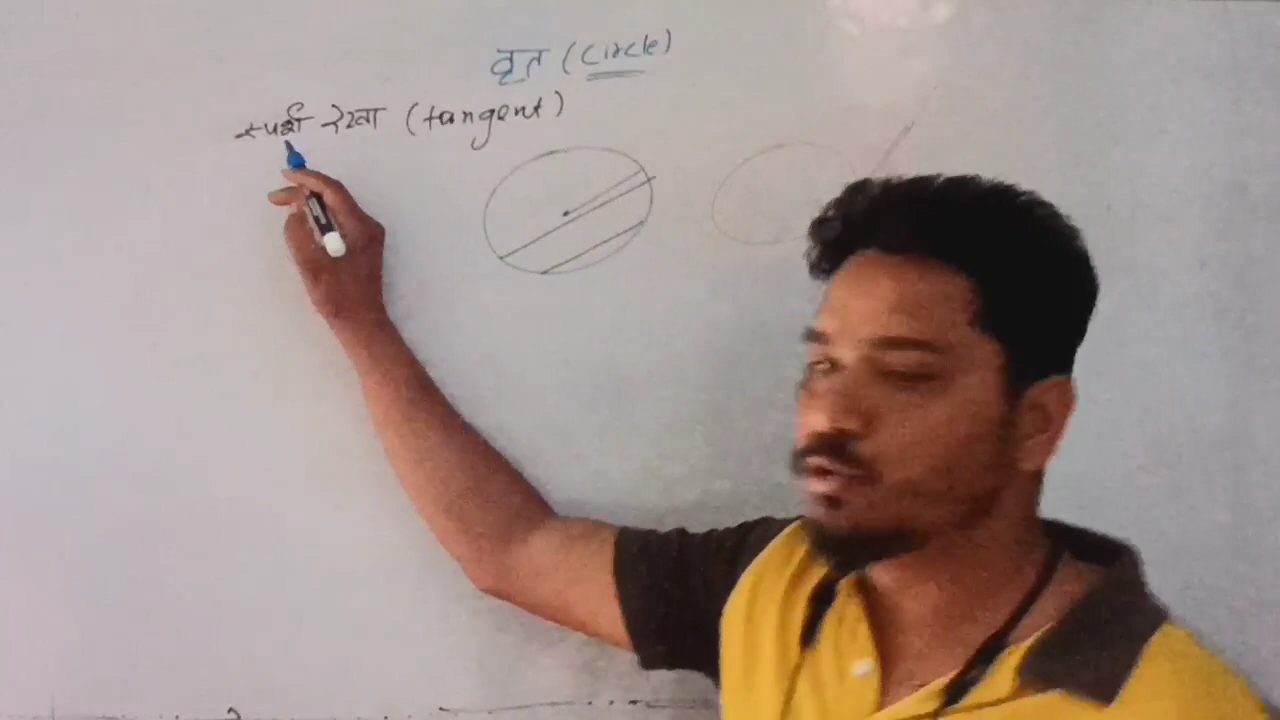 वृत (circle)
स्पर्श रेखा (tangent)